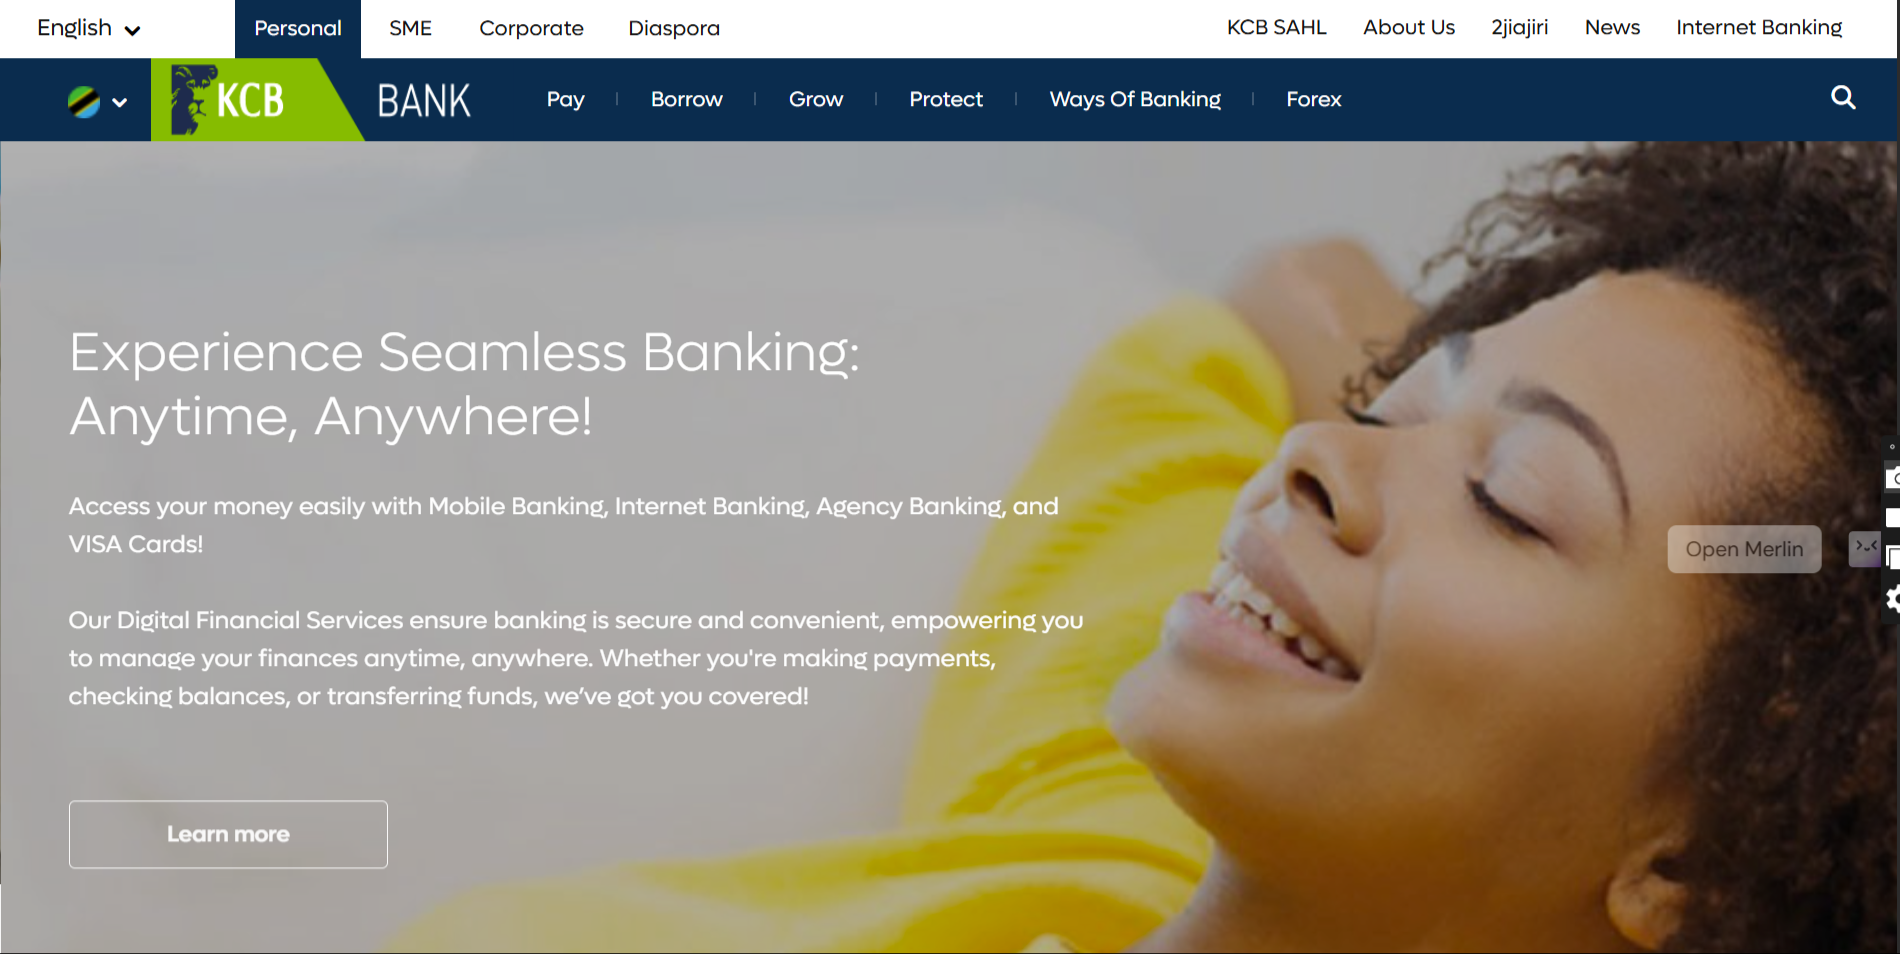 English
Personal
SME
Corporate
Diaspora
KCB SAHL
About Us
2jiajiri
News
Internet Banking
KCB
BANK
Pay
Borrow
Grow
Protect
Ways Of Banking
Forex
Experience Seamless Banking:
Anytime, Anywhere!
Access your money easily with Mobile Banking, Internet Banking, Agency Banking, and
VISA Cards!
Our Digital Financial Services ensure banking is secure and convenient, empowering you
to manage your finances anytime, anywhere. Whether you're making payments,
checking balances, or transferring funds, we’ve got you covered!
Open Merlin
Learn more